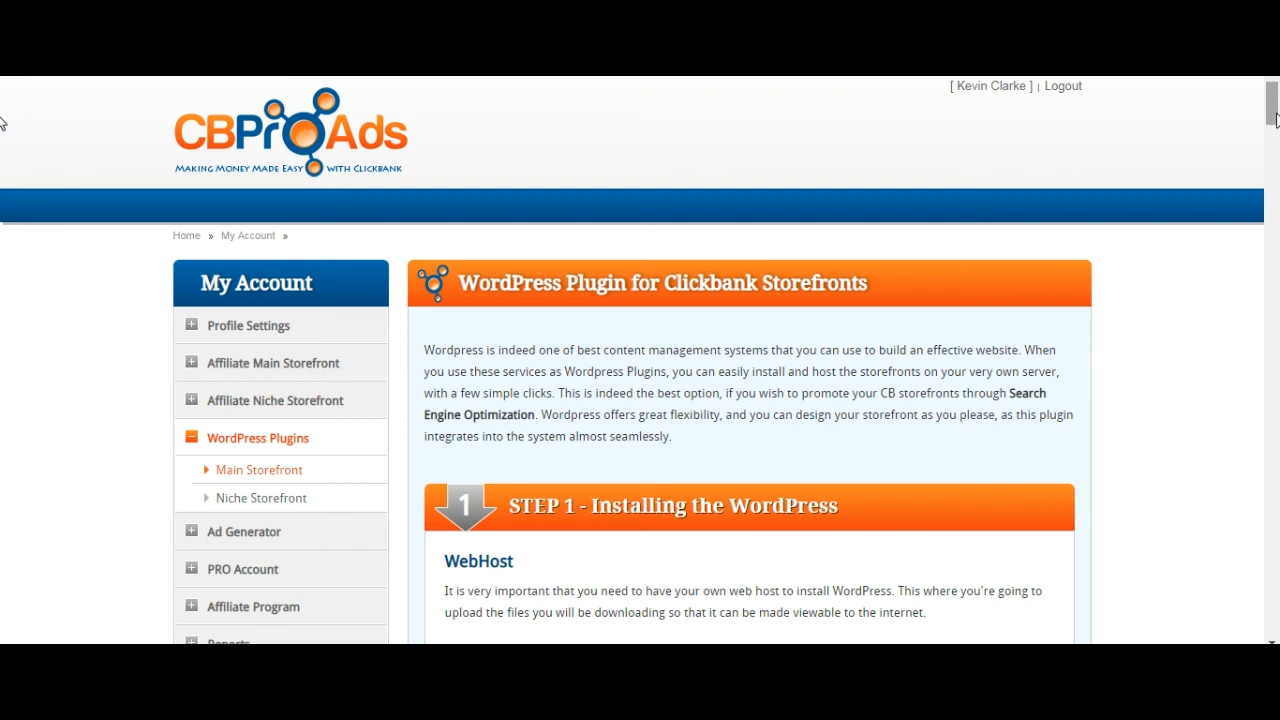 [ Kevin Clarke ] | Logout
CBProAds
MAKING MONEY MADE EASY WITH CLICKBANK
Home » My Account »
My Account
Profile Settings
Affiliate Main Storefront
Affiliate Niche Storefront
WordPress Plugins
Main Storefront
Niche Storefront
Ad Generator
PRO Account
Affiliate Program
Reports
WordPress Plugin for Clickbank Storefronts
Wordpress is indeed one of best content management systems that you can use to build an effective website. When
you use these services as Wordpress Plugins, you can easily install and host the storefronts on your very own server,
with a few simple clicks. This is indeed the best option, if you wish to promote your CB storefronts through Search
Engine Optimization. Wordpress offers great flexibility, and you can design your storefront as you please, as this plugin
integrates into the system almost seamlessly.
1 STEP 1 - Installing the WordPress
WebHost
It is very important that you need to have your own web host to install WordPress. This where you're going to
upload the files you will be downloading so that it can be made viewable to the internet.